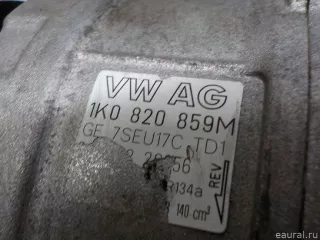 VW AG
1K0 820 859M
GE 7SEU17C TD1
R134a
140 cm³
REV
eaural.ru